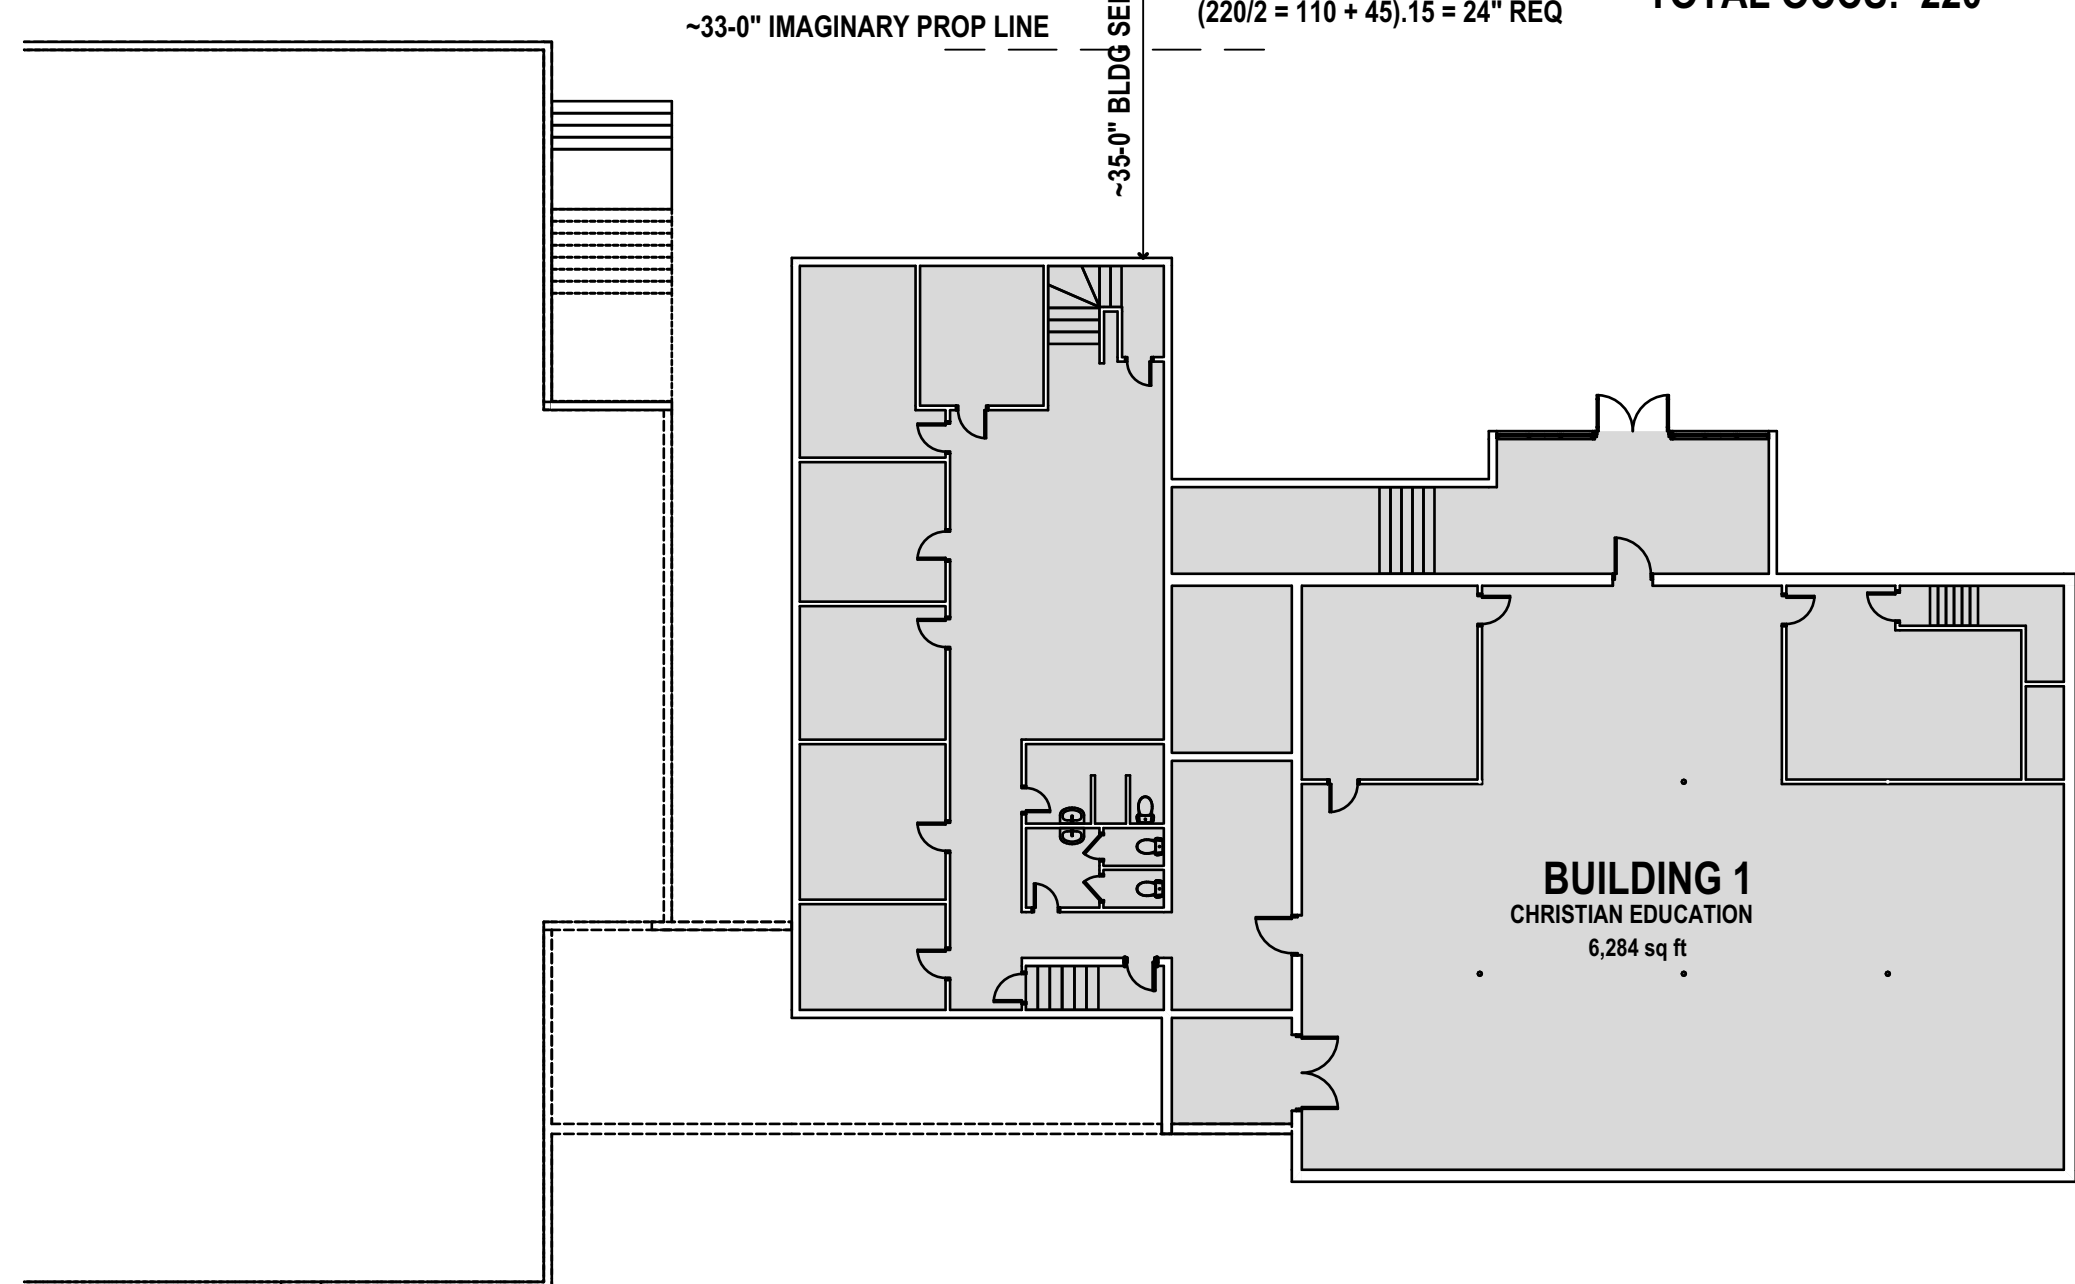 (220/2 = 110 + 45).15 = 24" REQ
~33-0" IMAGINARY PROP LINE
~35-0" BLDG
BUILDING 1
CHRISTIAN EDUCATION
6,284 sq ft